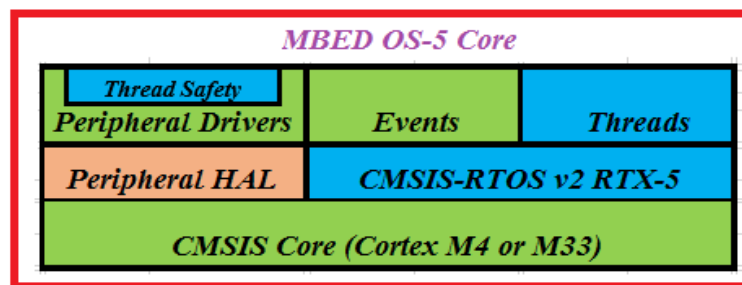 MBED OS-5 Core
Thread Safety
Peripheral Drivers
Events
Threads
Peripheral HAL
CMSIS-RTOS v2 RTX-5
CMSIS Core (Cortex M4 or M33)